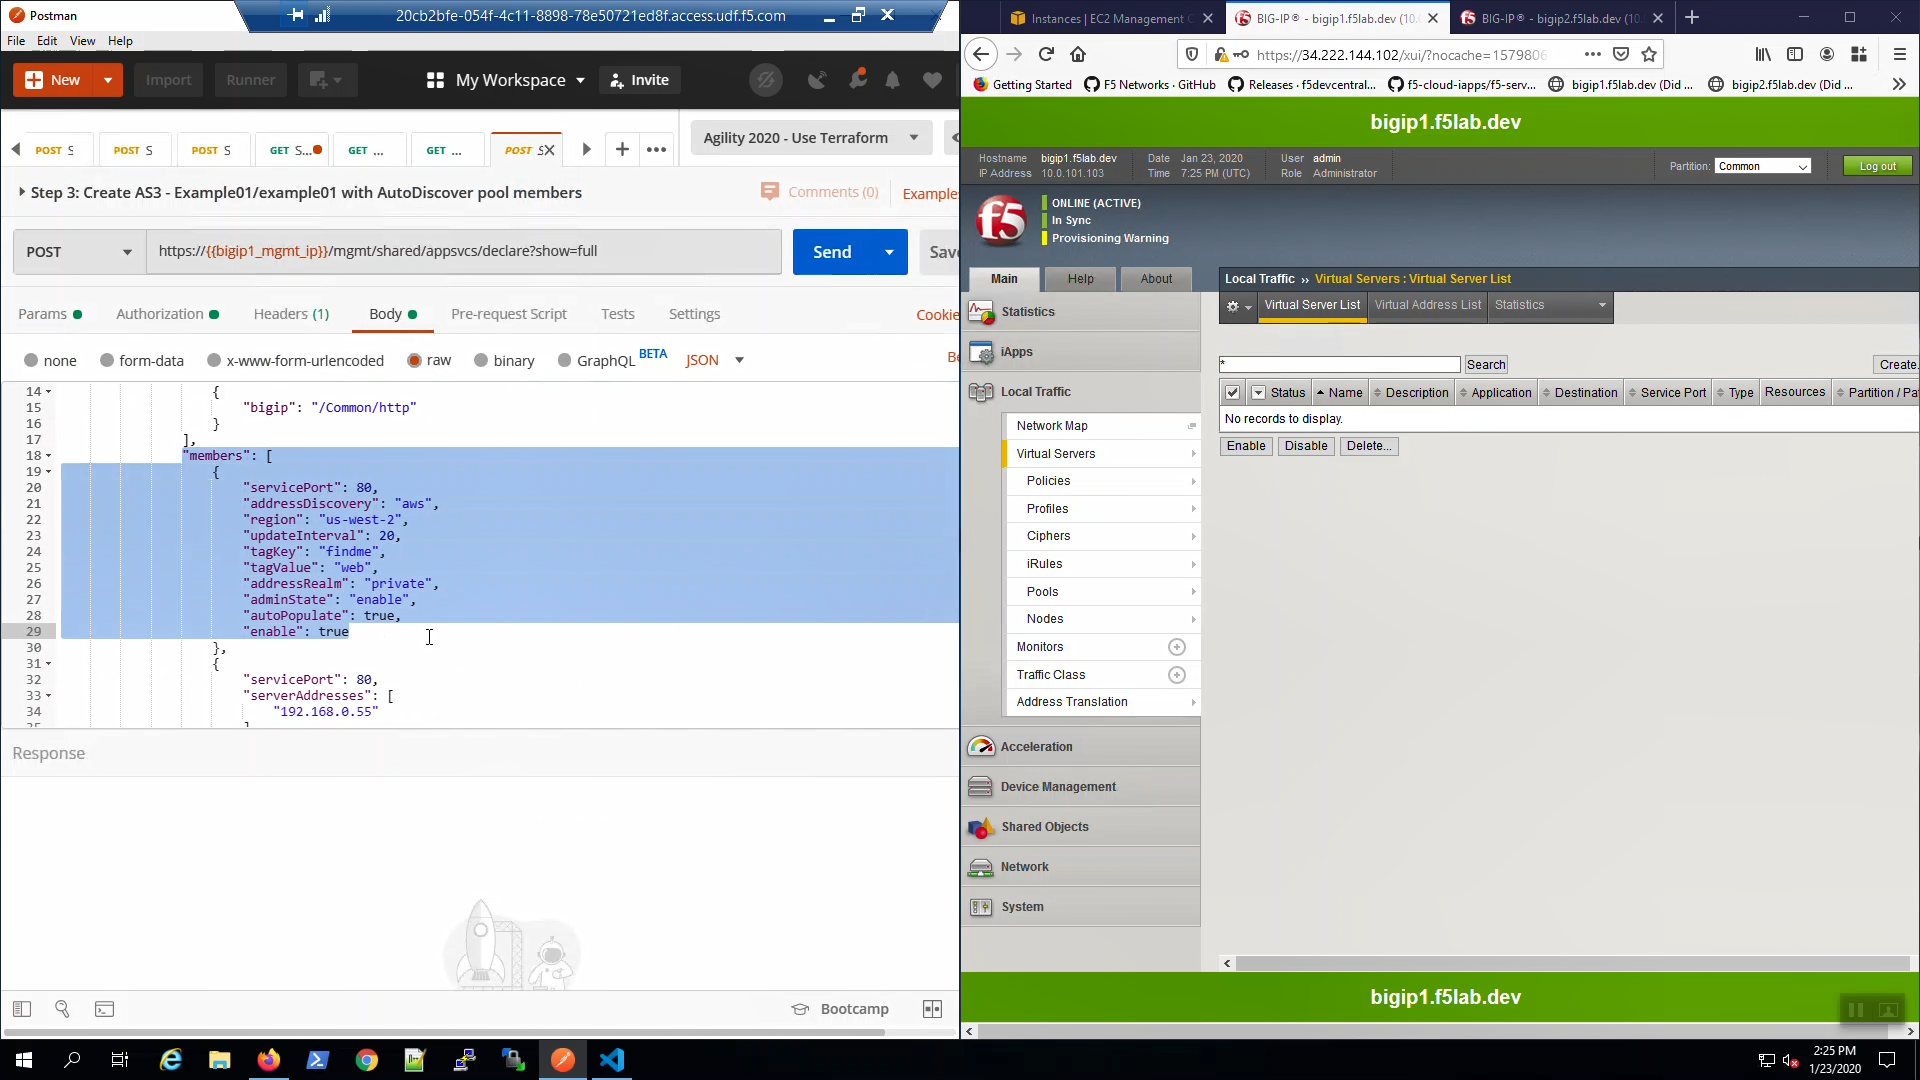 Postman
20cb2bfe-054f-4c11-8898-78e50721ed8f.access.udf.f5.com
File Edit View Help
New
Import
Runner
My Workspace
Invite
POST S
POST S
POST S
GET S...
GET ...
GET ...
POST S
Agility 2020 - Use Terraform
Step 3: Create AS3 - Example01/example01 with AutoDiscover pool members
Comments (0)
Examples
POST
https://{{bigip1_mgmt_ip}}/mgmt/shared/appsvcs/declare?show=full
Send
Save
Params
Authorization
Headers (1)
Body
Pre-request Script
Tests
Settings
Cookie
none
form-data
x-www-form-urlencoded
raw
binary
GraphQL BETA
JSON
Be
14 {
15 "bigip": "/Common/http"
16 }
17 ],
18 "members": [
19 {
20 "servicePort": 80,
21 "addressDiscovery": "aws",
22 "region": "us-west-2",
23 "updateInterval": 20,
24 "tagKey": "findme",
25 "tagValue": "web",
26 "addressRealm": "private",
27 "adminState": "enable",
28 "autoPopulate": true,
29 "enable": true
30 },
31 {
32 "servicePort": 80,
33 "serverAddresses": [
34 "192.168.0.55"
Response
Bootcamp
Instances | EC2 Management C
BIG-IP® - bigip1.f5lab.dev (10.
BIG-IP® - bigip2.f5lab.dev (10.
https://34.222.144.102/xui/?nocache=1579806
Getting Started
F5 Networks · GitHub
Releases · f5devcentral...
f5-cloud-iapps/f5-serv...
bigip1.f5lab.dev (Did ...
bigip2.f5lab.dev (Did ...
bigip1.f5lab.dev
Hostname bigip1.f5lab.dev
IP Address 10.0.101.103
Date Jan 23, 2020
Time 7:25 PM (UTC)
User admin
Role Administrator
Partition: Common
Log out
f5
ONLINE (ACTIVE)
In Sync
Provisioning Warning
Main
Help
About
Local Traffic ›› Virtual Servers : Virtual Server List
Virtual Server List
Virtual Address List
Statistics
Statistics
iApps
Local Traffic
Network Map
Virtual Servers
Policies
Profiles
Ciphers
iRules
Pools
Nodes
Monitors
Traffic Class
Address Translation
Acceleration
Device Management
Shared Objects
Network
System
*
Search
Create.
Status Name Description Application Destination Service Port Type Resources Partition / Pa
No records to display.
Enable
Disable
Delete...
bigip1.f5lab.dev
2:25 PM
1/23/2020